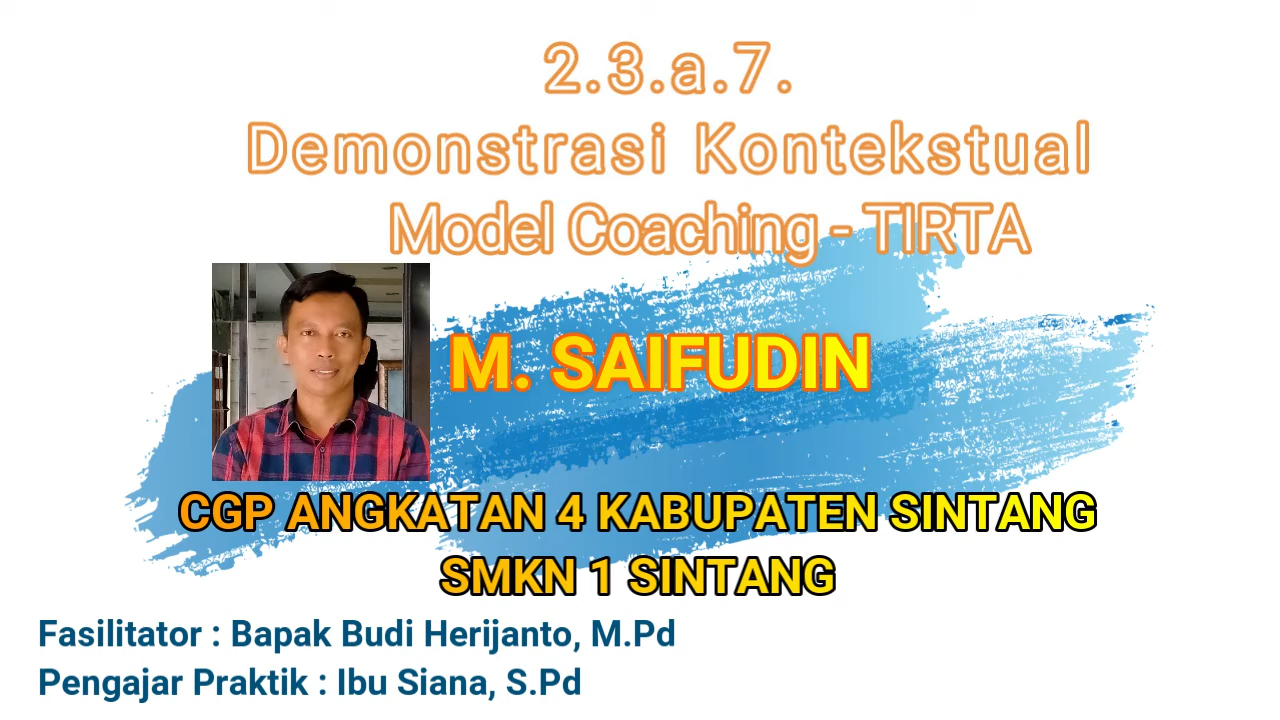 2.3.a.7.
Demonstrasi Kontekstual
Model Coaching - TIRTA
M. SAIFUDIN
CGP ANGKATAN 4 KABUPATEN SINTANG
SMKN 1 SINTANG
Fasilitator : Bapak Budi Herijanto, M.Pd
Pengajar Praktik : Ibu Siana, S.Pd